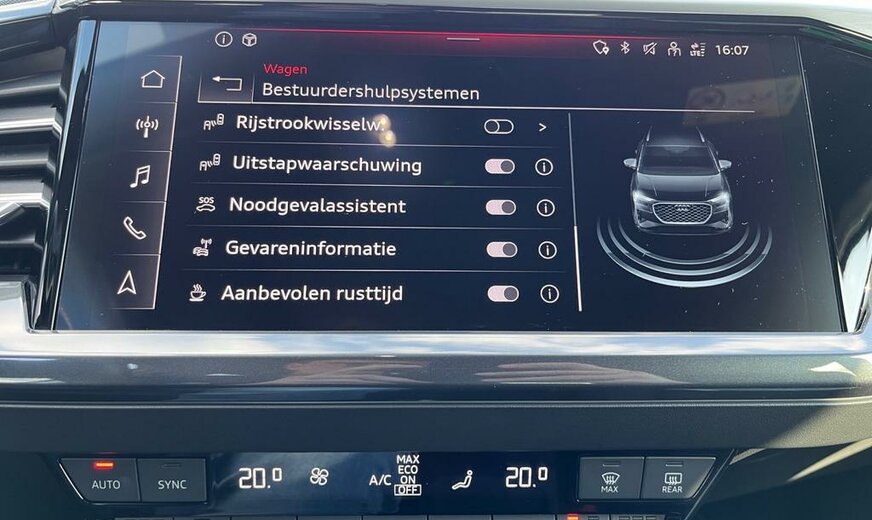 LTE 16:07
Wagen
Bestuurdershulpsystemen
Rijstrookwisselw.
Uitstapwaarschuwing
SOS
Noodgevalassistent
Gevareninformatie
Aanbevolen rusttijd
AUTO
SYNC
20.0
A/C
MAX
ECO
ON
OFF
20.0
MAX
REAR